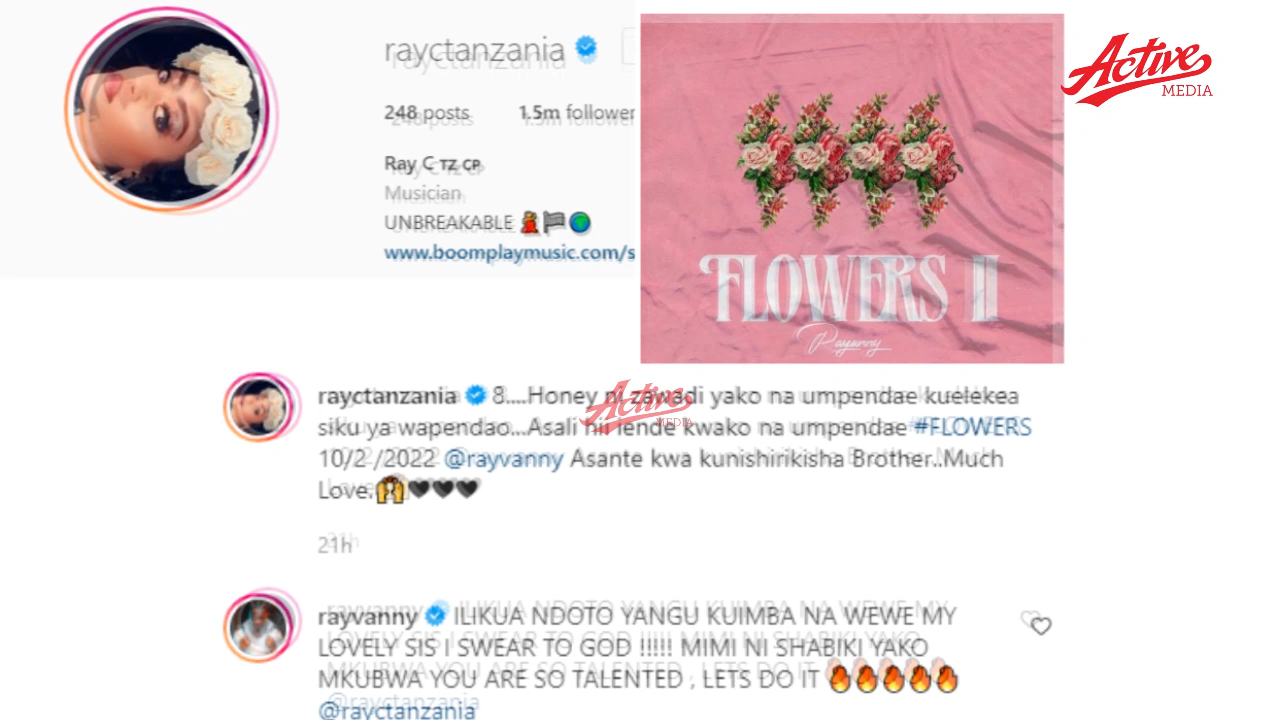 rayctanzania
248 posts 1.5m follower
Ray C TZ CP
Musician
UNBREAKABLE
www.boomplaymusic.com/s
Active
MEDIA
FLOWERS II
Rayvanny
rayctanzania 8....Honey ni zawadi yako na umpendae kuelekea
siku ya wapendao...Asali hii iende kwako na umpendae #FLOWERS
10/2 /2022 @rayvanny Asante kwa kunishirikisha Brother..Much
Love.
Active
MEDIA
21h
rayvanny ILIKUA NDOTO YANGU KUIMBA NA WEWE MY
LOVELY SIS I SWEAR TO GOD !!!!! MIMI NI SHABIKI YAKO
MKUBWA YOU ARE SO TALENTED , LETS DO IT
@rayctanzania